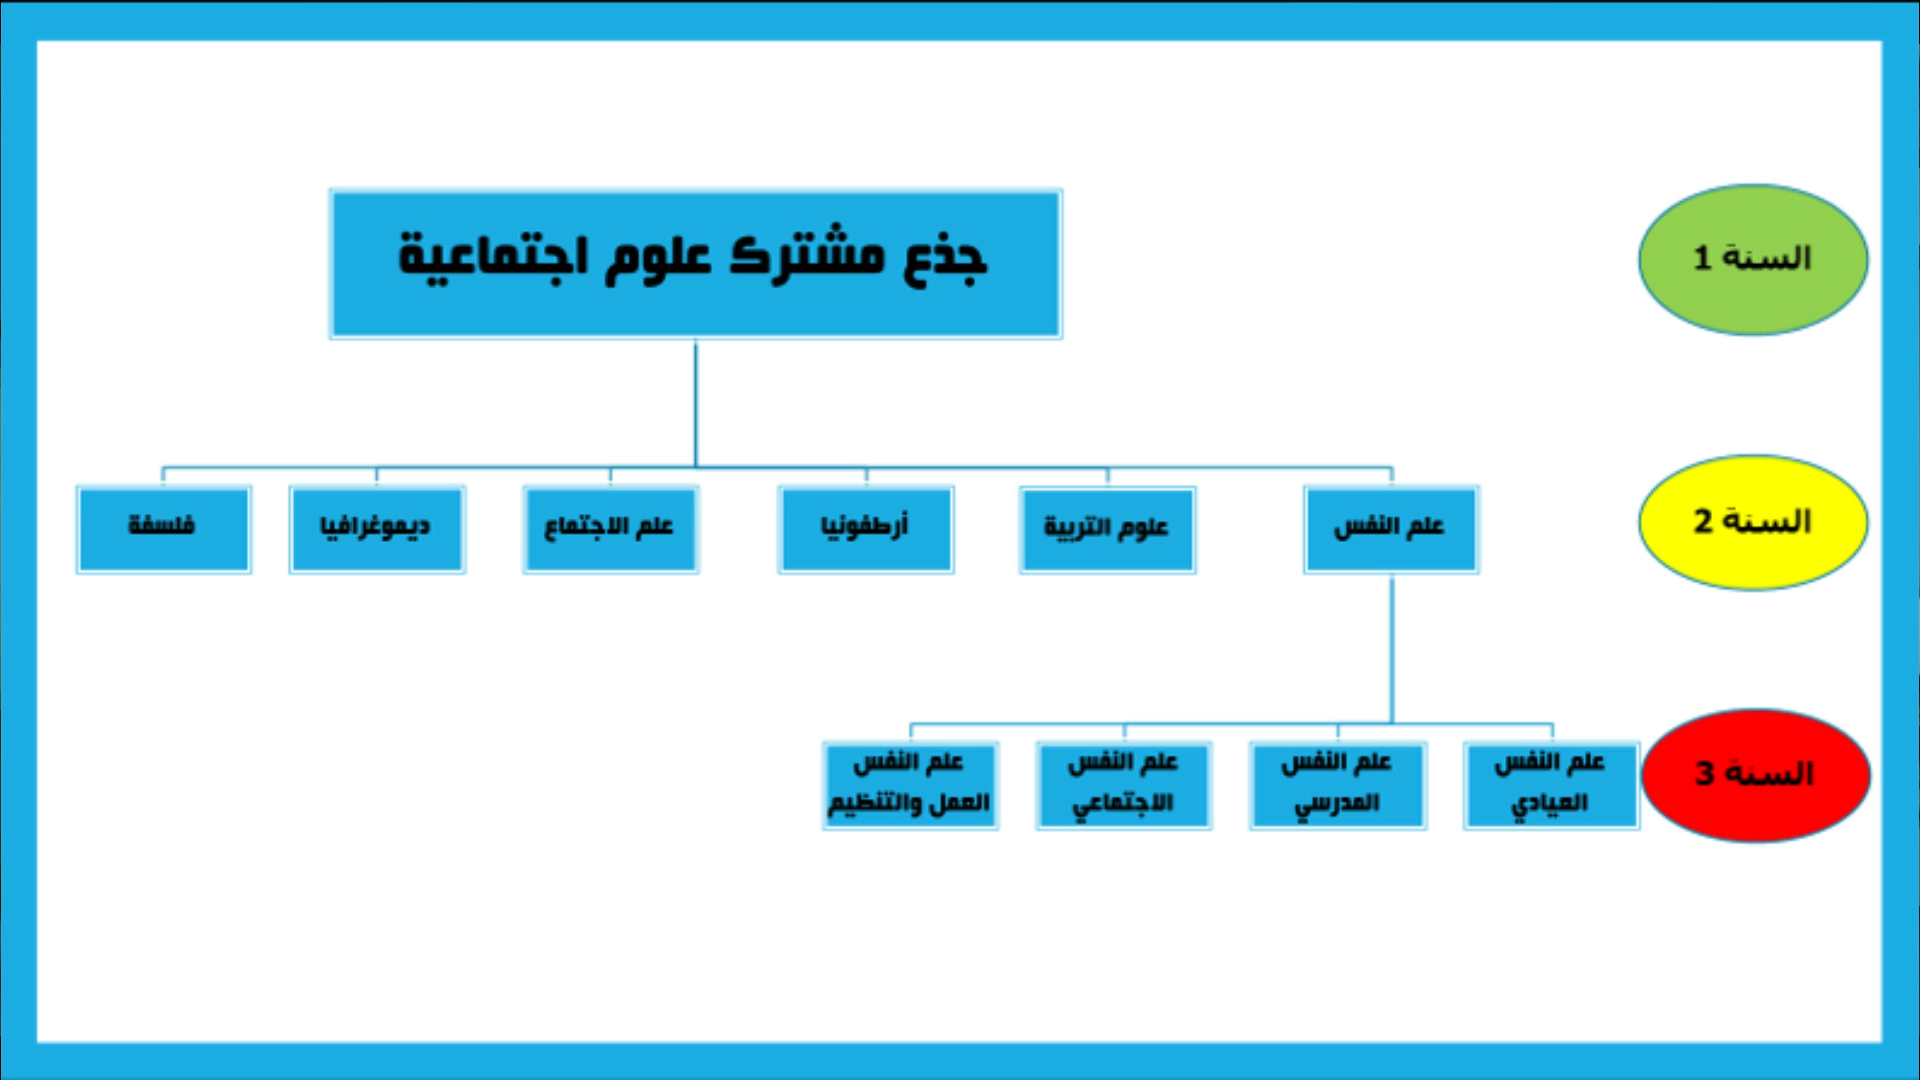 جذع مشترك علوم اجتماعية
السنة 1
علم النفس
علوم التربية
أرطفونيا
علم الاجتماع
ديموغرافيا
فلسفة
السنة 2
علم النفس
العيادي
علم النفس
المدرسي
علم النفس
الاجتماعي
علم النفس
العمل والتنظيم
السنة 3